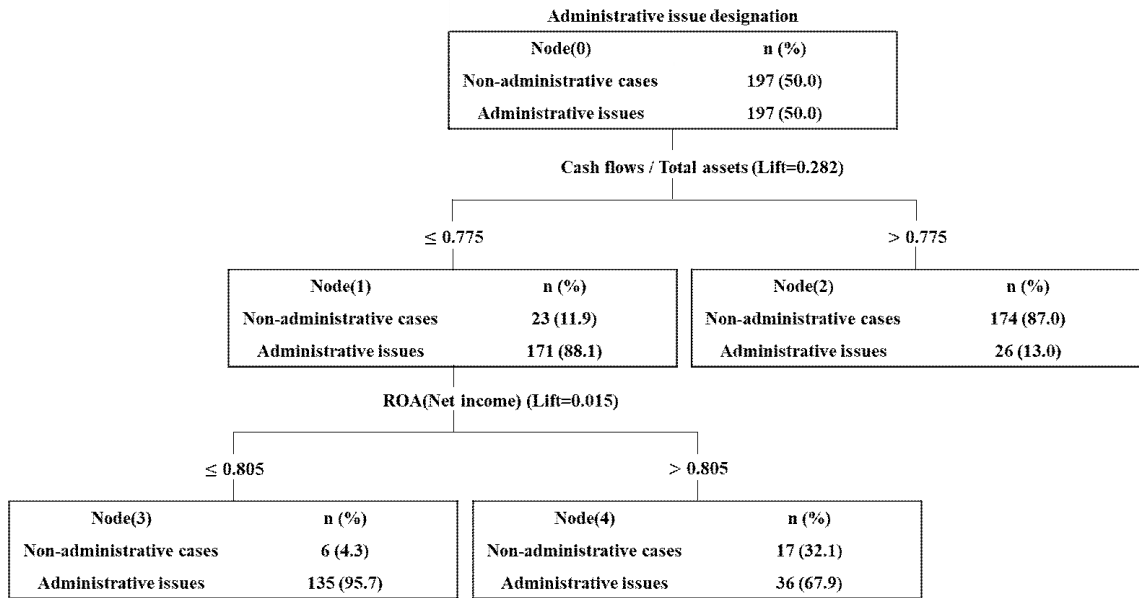 Administrative issue designation
Node(0) n (%)
Non-administrative cases 197 (50.0)
Administrative issues 197 (50.0)
Cash flows / Total assets (Lift=0.282)
≤ 0.775
> 0.775
Node(1) n (%)
Non-administrative cases 23 (11.9)
Administrative issues 171 (88.1)
Node(2) n (%)
Non-administrative cases 174 (87.0)
Administrative issues 26 (13.0)
ROA(Net income) (Lift=0.015)
≤ 0.805
> 0.805
Node(3) n (%)
Non-administrative cases 6 (4.3)
Administrative issues 135 (95.7)
Node(4) n (%)
Non-administrative cases 17 (32.1)
Administrative issues 36 (67.9)